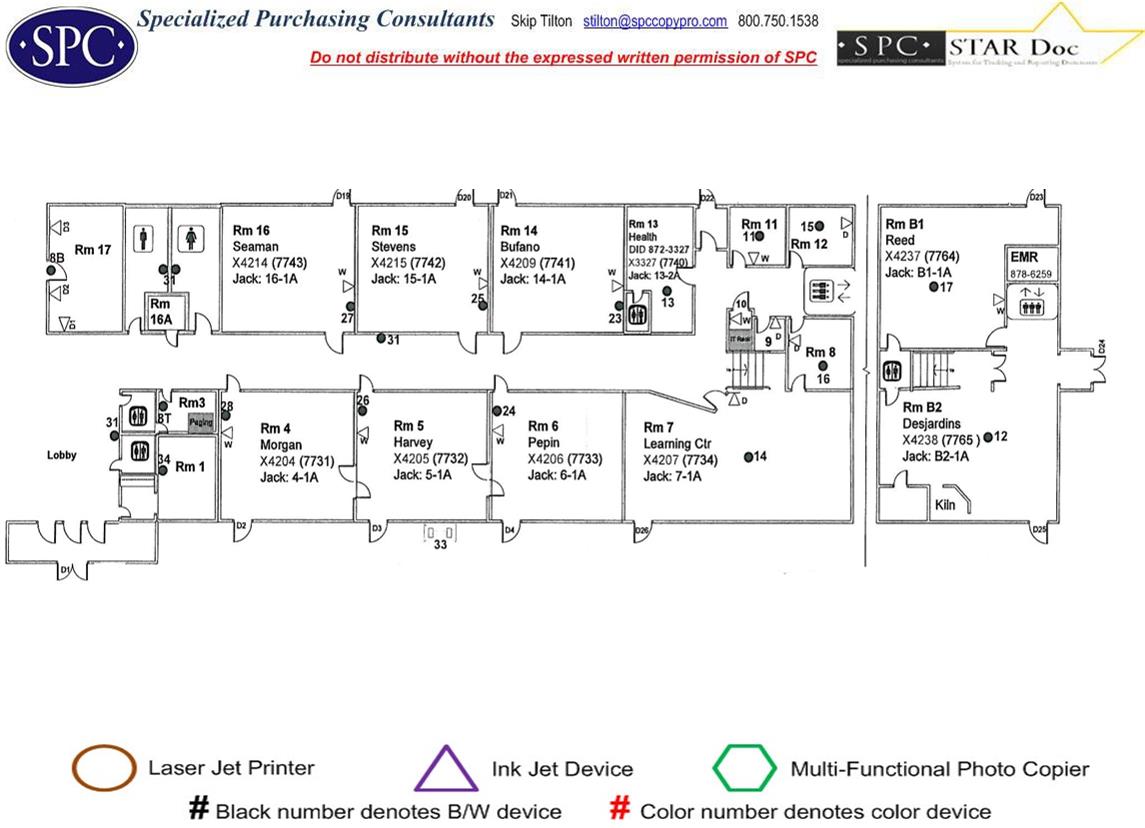 SPC
Specialized Purchasing Consultants Skip Tilton stilton@spccopypro.com 800.750.1538
Do not distribute without the expressed written permission of SPC
· S P C · STAR Doc
specialized purchasing consultants System for Tracking and Reporting Documents
D19 D20 D21 D22 D23
D3
8B
D2
D1
Rm 17
31
Rm
16A
Rm 16
Seaman
X4214 (7743)
Jack: 16-1A
W
27
Rm 15
Stevens
X4215 (7742)
Jack: 15-1A
W
25
31
Rm 14
Bufano
X4209 (7741)
Jack: 14-1A
W
23
Rm 13
Health
DID 872-3327
X3327 (7740)
Jack: 13-2A
13
Rm 11
11
W
15
D
Rm 12
10
W
IT Rack
9
D
D
Rm 8
16
D
Rm B1
Reed
X4237 (7764)
Jack: B1-1A
17
W
EMR
878-6259
D24
31
Lobby
Rm3
8T
Paging
34
Rm 1
28
W
Rm 4
Morgan
X4204 (7731)
Jack: 4-1A
26
W
Rm 5
Harvey
X4205 (7732)
Jack: 5-1A
24
W
Rm 6
Pepin
X4206 (7733)
Jack: 6-1A
Rm 7
Learning Ctr
X4207 (7734)
Jack: 7-1A
14
Rm B2
Desjardins
X4238 (7765)
Jack: B2-1A
12
Kiln
D2 D3 D4 D26 D25
33
D1
Laser Jet Printer Ink Jet Device Multi-Functional Photo Copier
# Black number denotes B/W device # Color number denotes color device